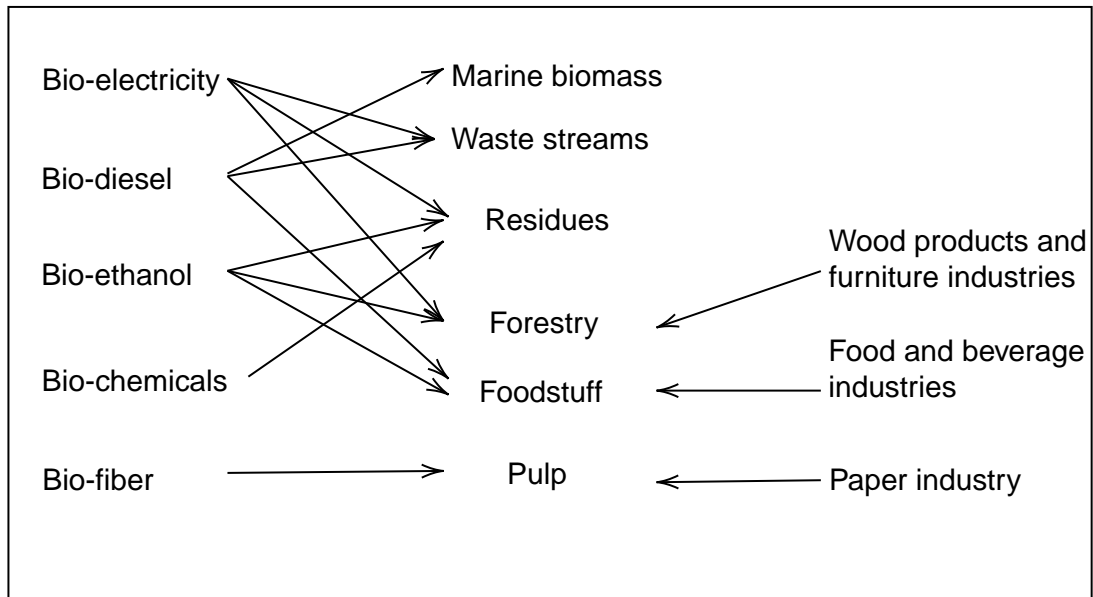 Bio-electricity
Bio-diesel
Bio-ethanol
Bio-chemicals
Bio-fiber
Marine biomass
Waste streams
Residues
Forestry
Foodstuff
Pulp
Wood products and
furniture industries
Food and beverage
industries
Paper industry